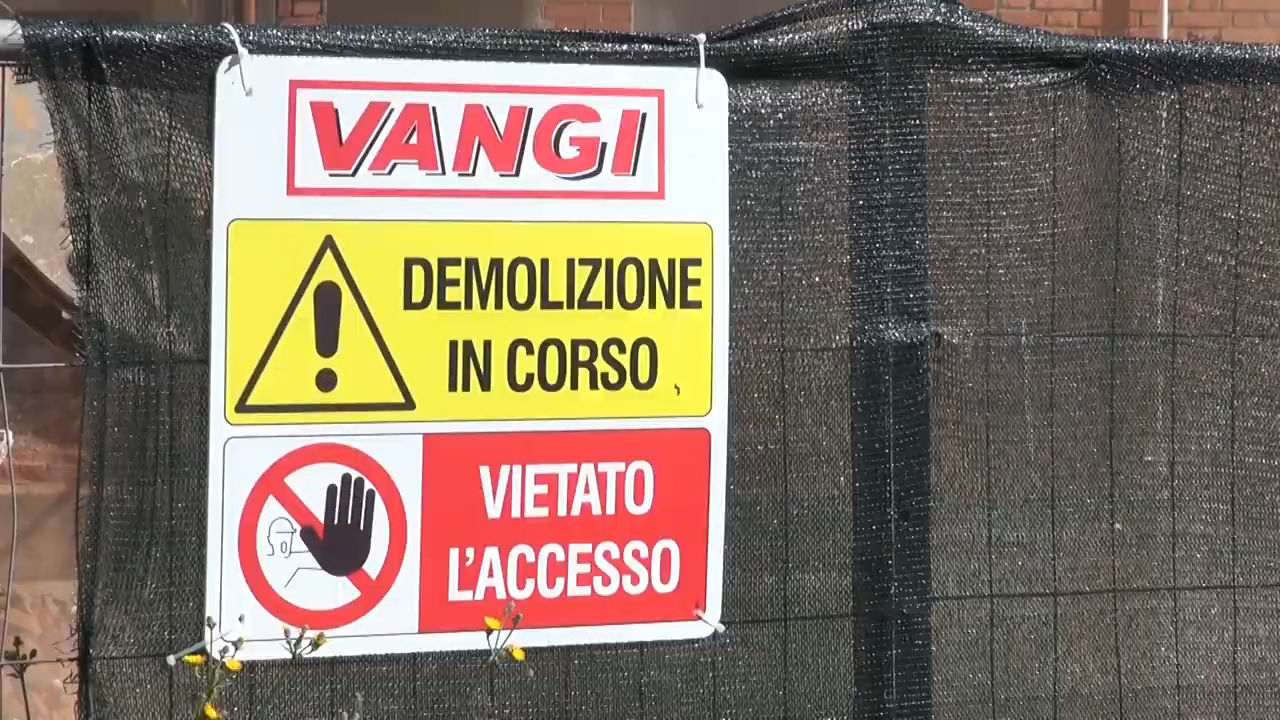 VANGI
DEMOLIZIONE
IN CORSO
VIETATO
L'ACCESSO